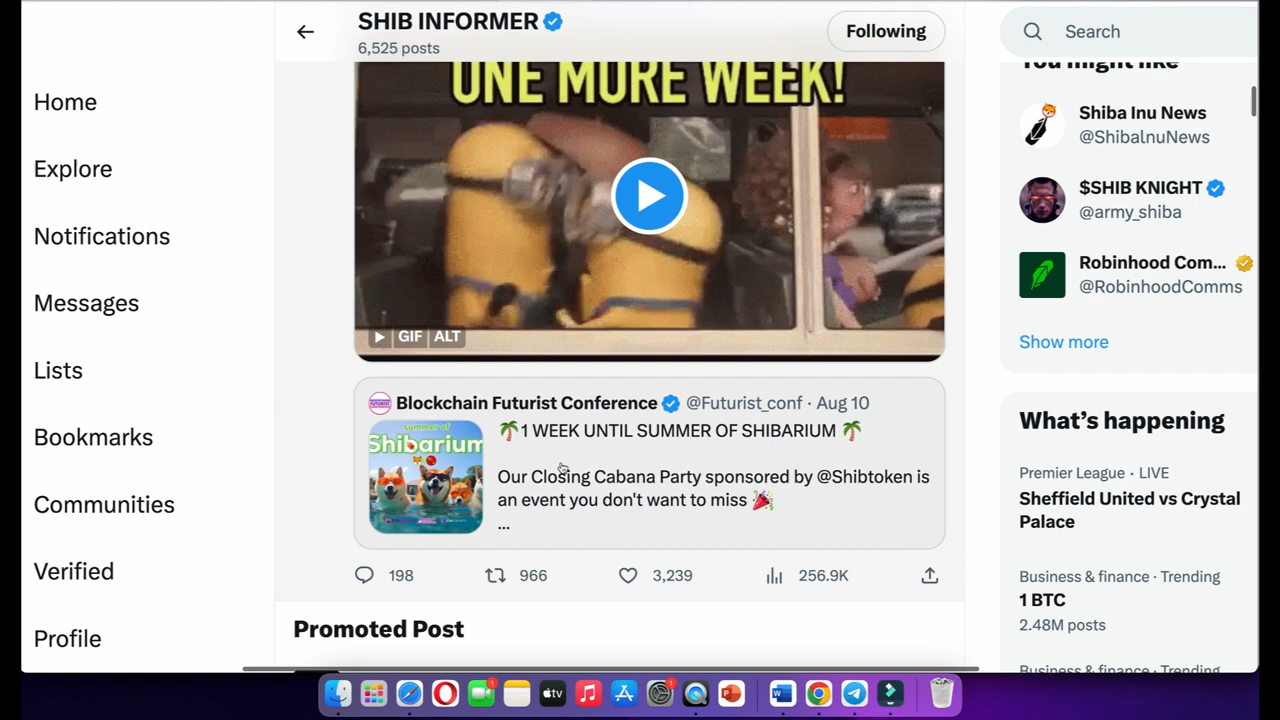 SHIB INFORMER
6,525 posts
Following
Search
Home
Explore
Notifications
Messages
Lists
Bookmarks
Communities
Verified
Profile
ONE MORE WEEK!
GIF ALT
Blockchain Futurist Conference @Futurist_conf · Aug 10
summer of
Shibarium
🌴1 WEEK UNTIL SUMMER OF SHIBARIUM 🌴
Our Closing Cabana Party sponsored by @Shibtoken is
an event you don't want to miss 🎉
...
198 966 3,239 256.9K
Promoted Post
You might like
Shiba Inu News
@ShibaInuNews
$SHIB KNIGHT
@army_shiba
Robinhood Com...
@RobinhoodComms
Show more
What's happening
Premier League · LIVE
Sheffield United vs Crystal
Palace
Business & finance · Trending
1 BTC
2.48M posts
Business & finance · Trending
1
1
tv
W
P